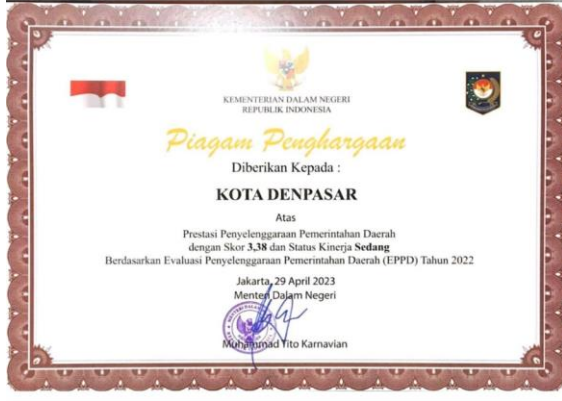 KEMENTERIAN DALAM NEGERI
REPUBLIK INDONESIA
Piagam Penghargaan
Diberikan Kepada :
KOTA DENPASAR
Atas
Prestasi Penyelenggaraan Pemerintahan Daerah
dengan Skor 3,38 dan Status Kinerja Sedang
Berdasarkan Evaluasi Penyelenggaraan Pemerintahan Daerah (EPPD) Tahun 2022
Jakarta, 29 April 2023
Menteri Dalam Negeri
Muhammad Tito Karnavian